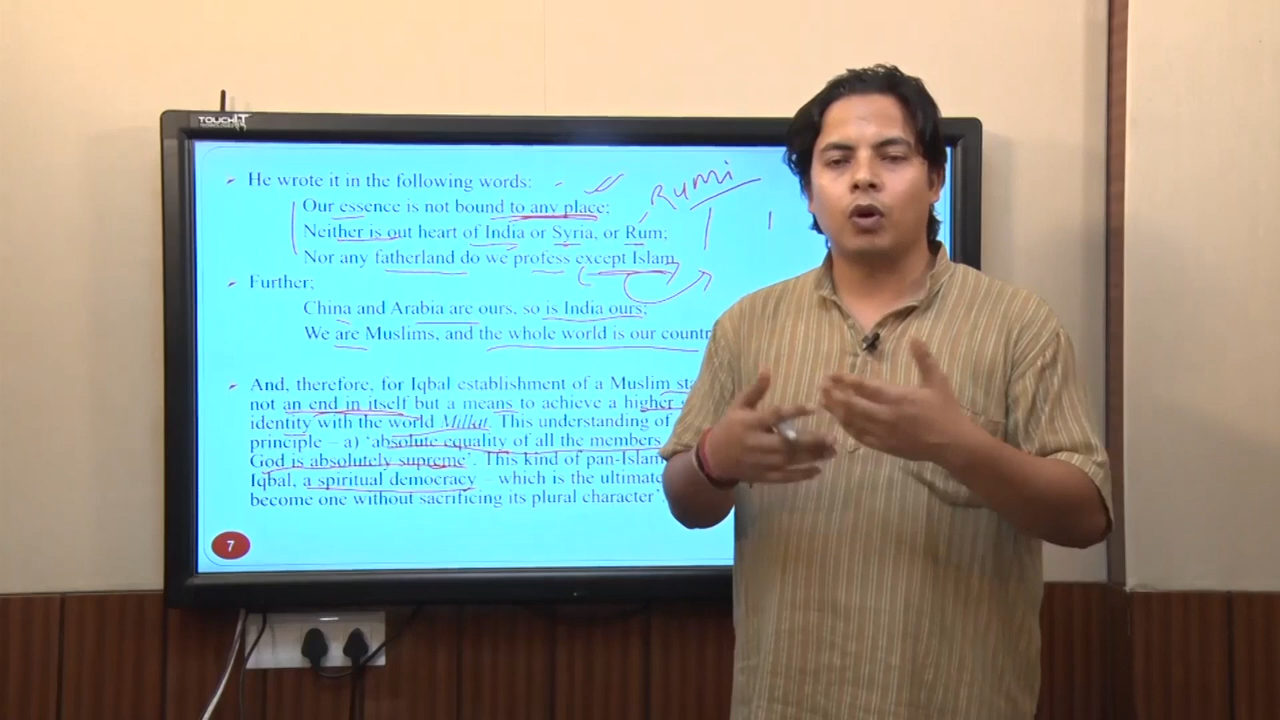 TOUCHIT
TECHNOLOGIES
He wrote it in the following words:
Rumi
Our essence is not bound to any place;
Neither is out heart of India or Syria, or Rum;
Nor any fatherland do we profess except Islam
Further;
China and Arabia are ours, so is India ours;
We are Muslims, and the whole world is our countr
And, therefore, for Iqbal establishment of a Muslim sta
not an end in itself but a means to achieve a higher
identity with the world Millat. This understanding of
principle – a) ‘absolute equality of all the members
God is absolutely supreme’. This kind of pan-Islam
Iqbal, a spiritual democracy – which is the ultimate
become one without sacrificing its plural character’.
7